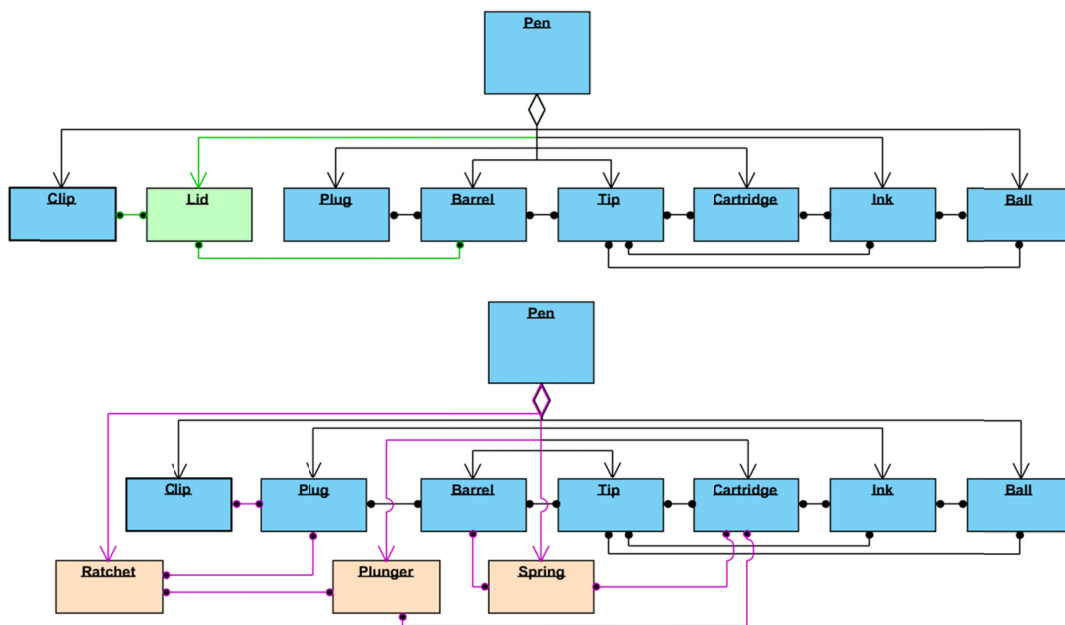 Pen
Clip
Lid
Plug
Barrel
Tip
Cartridge
Ink
Ball
Pen
Clip
Plug
Barrel
Tip
Cartridge
Ink
Ball
Ratchet
Plunger
Spring